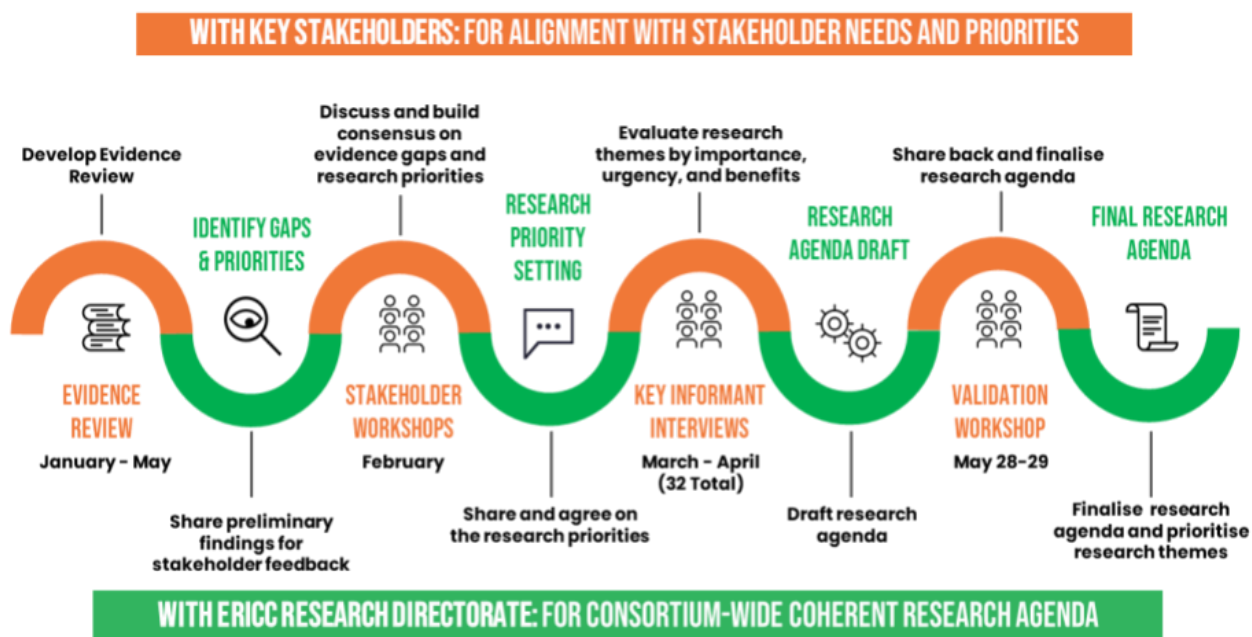 WITH KEY STAKEHOLDERS: FOR ALIGNMENT WITH STAKEHOLDER NEEDS AND PRIORITIES
Develop Evidence
Review
EVIDENCE
REVIEW
January - May
IDENTIFY GAPS
& PRIORITIES
Share preliminary
findings for
stakeholder feedback
Discuss and build
consensus on
evidence gaps and
research priorities
STAKEHOLDER
WORKSHOPS
February
RESEARCH
PRIORITY
SETTING
Share and agree on
the research priorities
Evaluate research
themes by importance,
urgency, and benefits
KEY INFORMANT
INTERVIEWS
March - April
(32 Total)
RESEARCH
AGENDA DRAFT
Draft research
agenda
Share back and finalise
research agenda
VALIDATION
WORKSHOP
May 28-29
FINAL RESEARCH
AGENDA
Finalise research
agenda and prioritise
research themes
WITH ERICC RESEARCH DIRECTORATE: FOR CONSORTIUM-WIDE COHERENT RESEARCH AGENDA